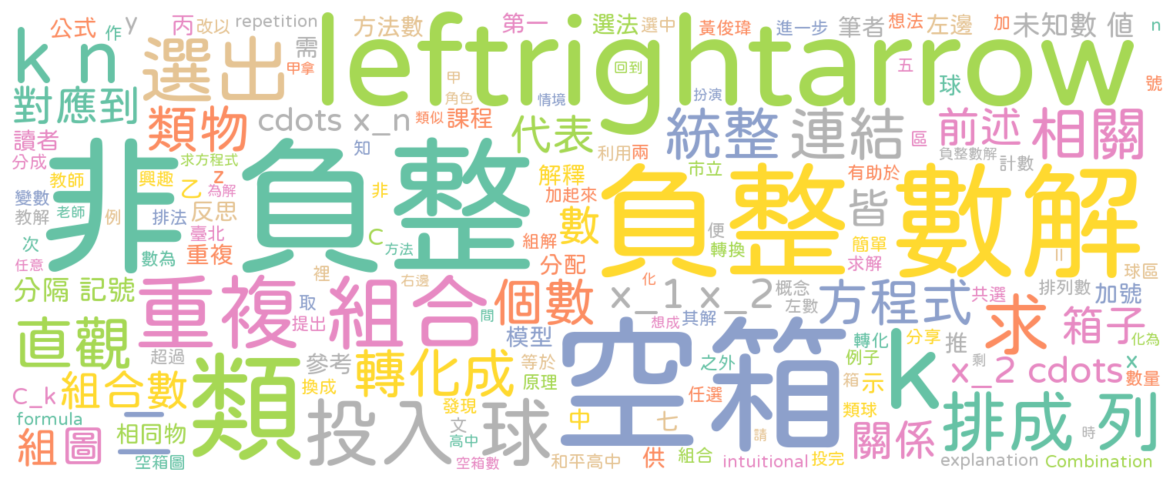 公式 作 y 丙 改以 repetition 方法數 第一 選法 選中 黃俊瑋 進一步 筆者 想法 左邊 加 未知數 值 n
k n 選出 需 甲拿 leftrightarrow 回到 五 球 號
對應到 類物 cdots x_n 甲 角色 類似 課程 情境 代表 扮演 統整 連結 區 前述 相關
讀者 分成 教師 求方程式 興趣 知 利用 兩 市立 有助於 負整數解 計數
非 負 整 負 整 數 解
變數 教解 老師 例 乙 z 為解 排法 反思 非 解釋 加起來 數 皆 便 轉換 簡單
次 任意 數為 臺北 重複 C 方法 組解 分配 求解 II 球區
分隔 記號 取 提出 裡 右邊 間 化 x_1 x_2 概念 左數 方程式 共選 排列數 加號
重複 組合 個數 想成 其解 求 箱子 化為
直觀 超過 類 參考 轉化成 模型 等於 原理 空箱 之外 轉化 分享 例子 推 剩 x 數量
C_k 組合數 換成 發現 任選 箱 示 k x_2 cdots
formula 二 投入 球 文 高中 中 七 類球 排成 列
組 圖 相同物 空箱圖 空箱數 和平高中 供 組合 請 intuitional 投完 關係 時 explanation Combination